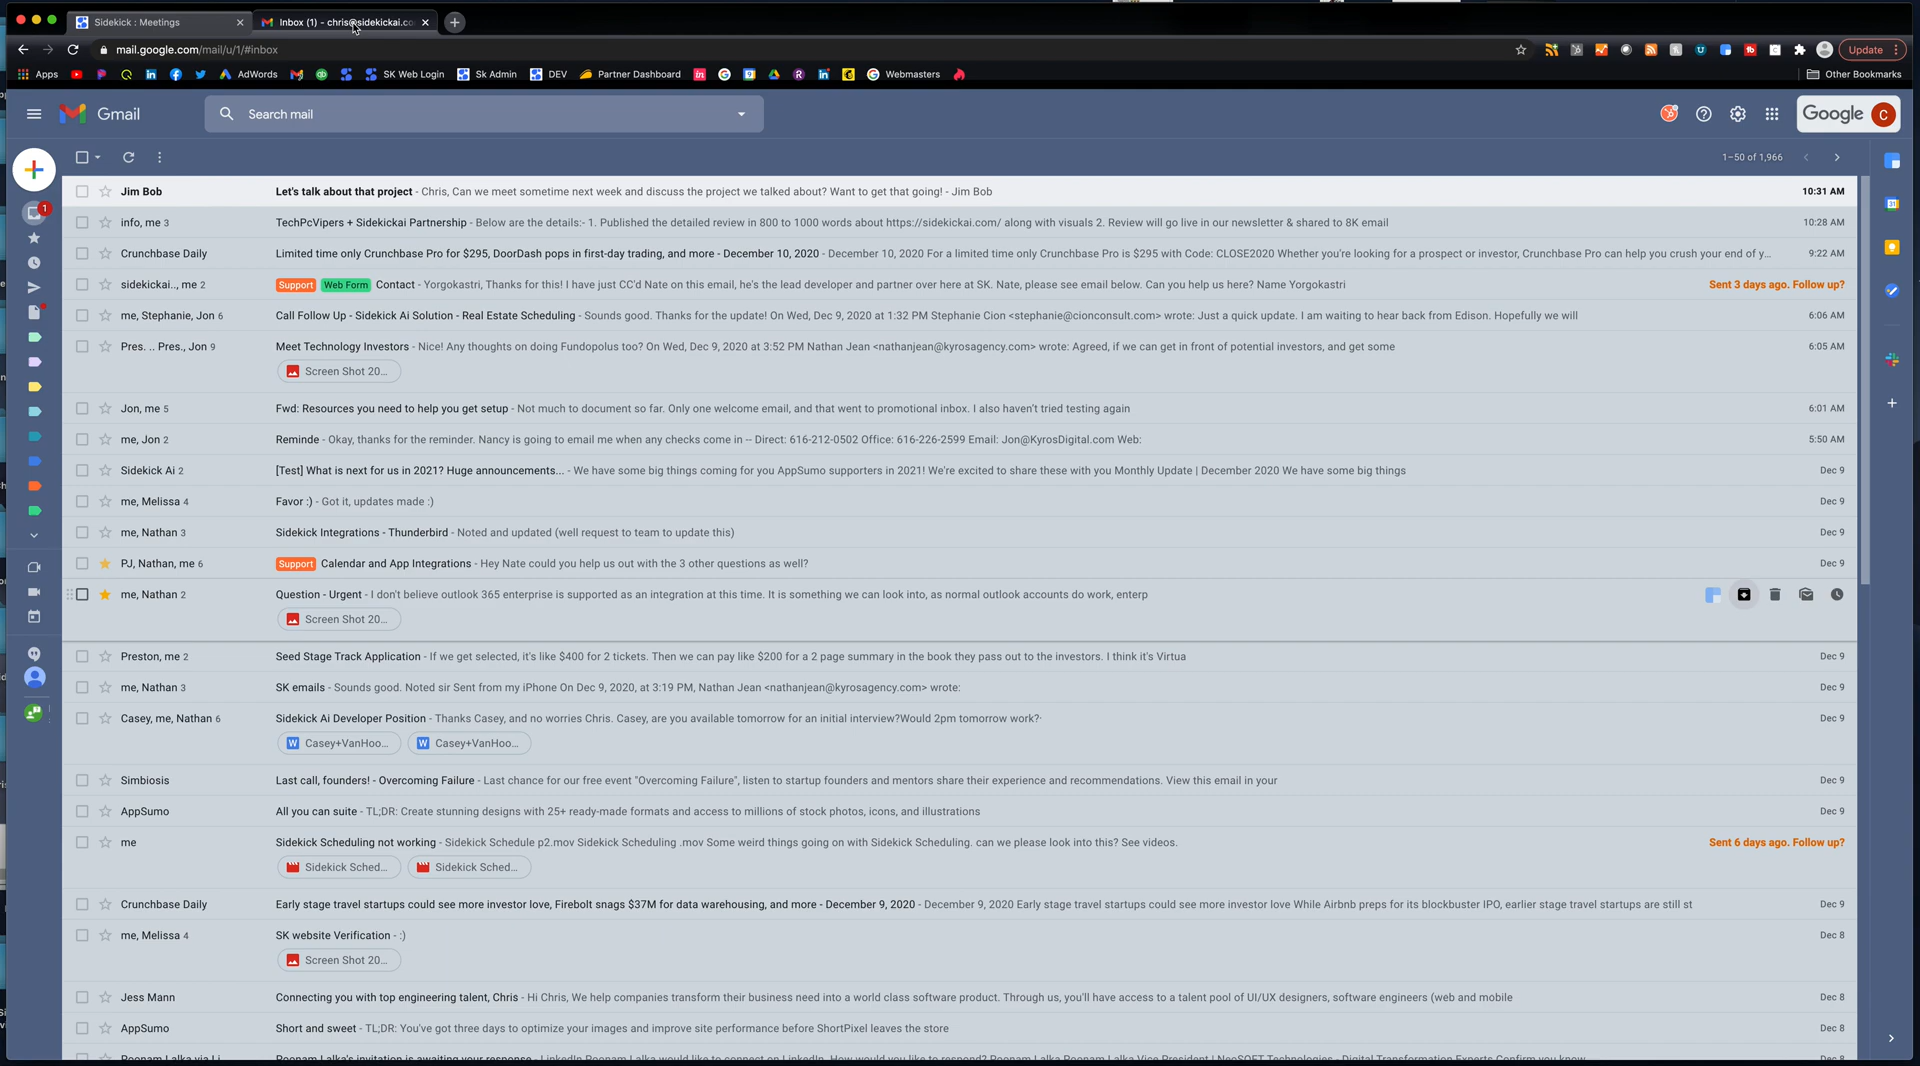 Sidekick : Meetings
Inbox (1) - chris@sidekickai.co
mail.google.com/mail/u/1/#inbox
Update
Apps
AdWords
SK Web Login
Sk Admin
DEV
Partner Dashboard
Webmasters
Other Bookmarks
Gmail
Search mail
Google
C
1–50 of 1,966
Jim Bob Let's talk about that project - Chris, Can we meet sometime next week and discuss the project we talked about? Want to get that going! - Jim Bob 10:31 AM
1
info, me 3 TechPcVipers + Sidekickai Partnership - Below are the details:- 1. Published the detailed review in 800 to 1000 words about https://sidekickai.com/ along with visuals 2. Review will go live in our newsletter & shared to 8K email 10:28 AM
Crunchbase Daily Limited time only Crunchbase Pro for $295, DoorDash pops in first-day trading, and more - December 10, 2020 - December 10, 2020 For a limited time only Crunchbase Pro is $295 with Code: CLOSE2020 Whether you're looking for a prospect or investor, Crunchbase Pro can help you crush your end of y... 9:22 AM
sidekickai.., me 2 Support Web Form Contact - Yorgokastri, Thanks for this! I have just CC'd Nate on this email, he's the lead developer and partner over here at SK. Nate, please see email below. Can you help us here? Name Yorgokastri Sent 3 days ago. Follow up?
me, Stephanie, Jon 6 Call Follow Up - Sidekick Ai Solution - Real Estate Scheduling - Sounds good. Thanks for the update! On Wed, Dec 9, 2020 at 1:32 PM Stephanie Cion <stephanie@cionconsult.com> wrote: Just a quick update. I am waiting to hear back from Edison. Hopefully we will 6:06 AM
Pres. .. Pres., Jon 9 Meet Technology Investors - Nice! Any thoughts on doing Fundopolus too? On Wed, Dec 9, 2020 at 3:52 PM Nathan Jean <nathanjean@kyrosagency.com> wrote: Agreed, if we can get in front of potential investors, and get some 6:05 AM
Screen Shot 20...
Jon, me 5 Fwd: Resources you need to help you get setup - Not much to document so far. Only one welcome email, and that went to promotional inbox. I also haven't tried testing again 6:01 AM
me, Jon 2 Reminde - Okay, thanks for the reminder. Nancy is going to email me when any checks come in -- Direct: 616-212-0502 Office: 616-226-2599 Email: Jon@KyrosDigital.com Web: 5:50 AM
Sidekick Ai 2 [Test] What is next for us in 2021? Huge announcements... - We have some big things coming for you AppSumo supporters in 2021! We're excited to share these with you Monthly Update | December 2020 We have some big things Dec 9
me, Melissa 4 Favor :) - Got it, updates made :) Dec 9
me, Nathan 3 Sidekick Integrations - Thunderbird - Noted and updated (well request to team to update this) Dec 9
PJ, Nathan, me 6 Support Calendar and App Integrations - Hey Nate could you help us out with the 3 other questions as well? Dec 9
me, Nathan 2 Question - Urgent - I don't believe outlook 365 enterprise is supported as an integration at this time. It is something we can look into, as normal outlook accounts do work, enterp
Screen Shot 20...
Preston, me 2 Seed Stage Track Application - If we get selected, it's like $400 for 2 tickets. Then we can pay like $200 for a 2 page summary in the book they pass out to the investors. I think it's Virtua Dec 9
me, Nathan 3 SK emails - Sounds good. Noted sir Sent from my iPhone On Dec 9, 2020, at 3:19 PM, Nathan Jean <nathanjean@kyrosagency.com> wrote: Dec 9
Casey, me, Nathan 6 Sidekick Ai Developer Position - Thanks Casey, and no worries Chris. Casey, are you available tomorrow for an initial interview?Would 2pm tomorrow work?· Dec 9
Casey+VanHoo... Casey+VanHoo...
Simbiosis Last call, founders! - Overcoming Failure - Last chance for our free event "Overcoming Failure", listen to startup founders and mentors share their experience and recommendations. View this email in your Dec 9
AppSumo All you can suite - TL;DR: Create stunning designs with 25+ ready-made formats and access to millions of stock photos, icons, and illustrations Dec 9
me Sidekick Scheduling not working - Sidekick Schedule p2.mov Sidekick Scheduling .mov Some weird things going on with Sidekick Scheduling. can we please look into this? See videos. Sent 6 days ago. Follow up?
Sidekick Sched... Sidekick Sched...
Crunchbase Daily Early stage travel startups could see more investor love, Firebolt snags $37M for data warehousing, and more - December 9, 2020 - December 9, 2020 Early stage travel startups could see more investor love While Airbnb preps for its blockbuster IPO, earlier stage travel startups are still st Dec 9
me, Melissa 4 SK website Verification - :) Dec 8
Screen Shot 20...
Jess Mann Connecting you with top engineering talent, Chris - Hi Chris, We help companies transform their business need into a world class software product. Through us, you'll have access to a talent pool of UI/UX designers, software engineers (web and mobile Dec 8
AppSumo Short and sweet - TL;DR: You've got three days to optimize your images and improve site performance before ShortPixel leaves the store Dec 8
Poonam Lalka via Li. Poonam Lalka's invitation is awaiting your response - LinkedIn Poonam Lalka would like to connect on LinkedIn. How would you like to respond? Poonam Lalka Poonam Lalka Vice President | NeoSOFT Technologies - Digital Transformation Experts Confirm you know Dec 8